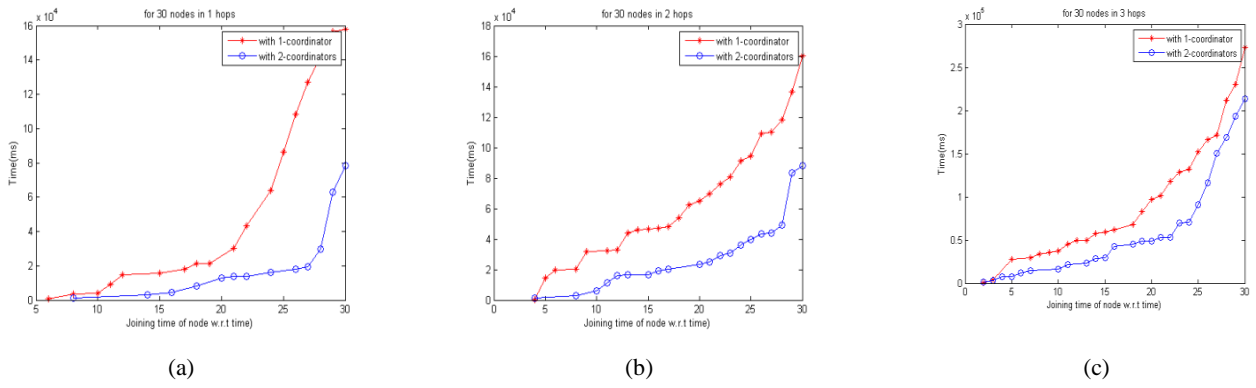 for 30 nodes in 1 hops
x 10^4
with 1-coordinator
with 2-coordinators
16
14
12
10
8
6
4
2
0
5
10
15
20
25
30
Time(ms)
Joining time of node w.r.t time)
(a)
for 30 nodes in 2 hops
x 10^4
with 1-coordinator
with 2-coordinators
18
16
14
12
10
8
6
4
2
0
0
5
10
15
20
25
30
Time(ms)
Joining time of node w.r.t time)
(b)
for 30 nodes in 3 hops
x 10^5
with 1-coordinator
with 2-coordinators
3
2.5
2
1.5
1
0.5
0
0
5
10
15
20
25
30
Time(ms)
Joining time of node w.r.t time)
(c)